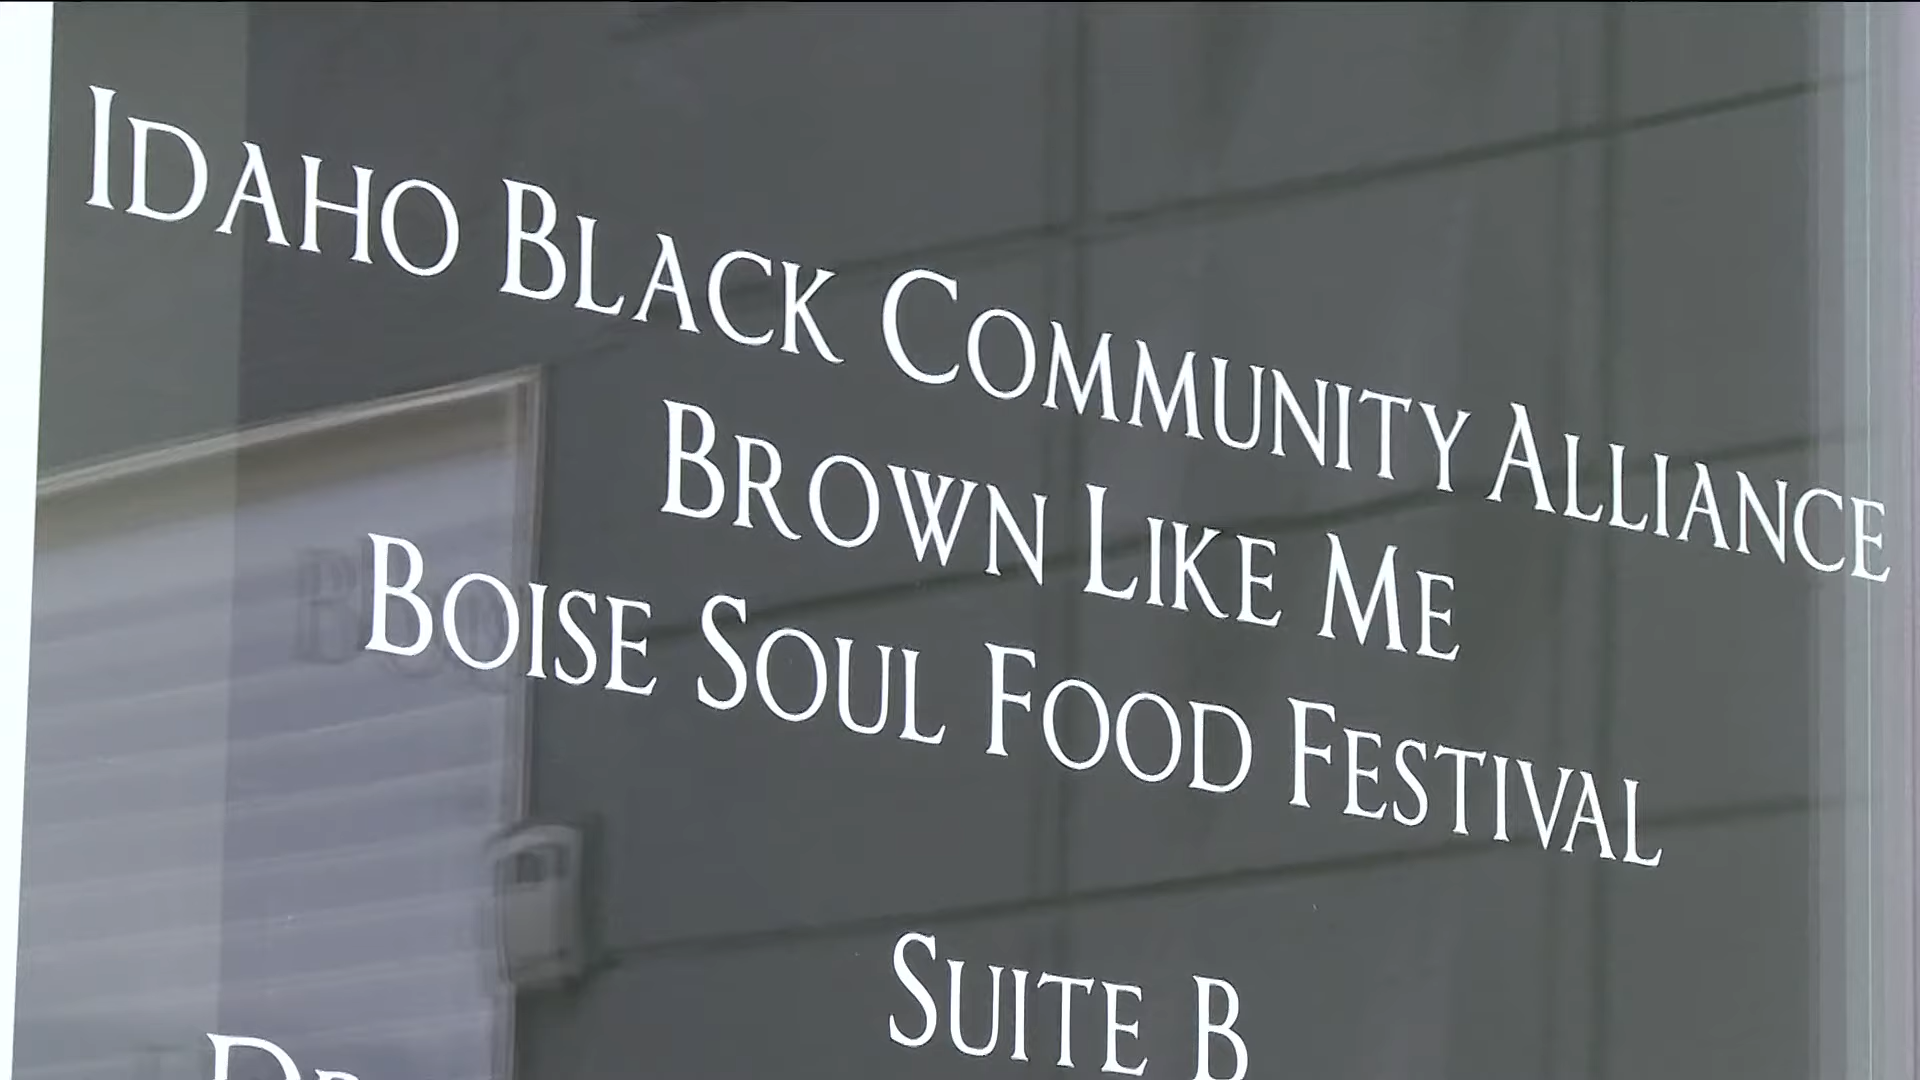 IDAHO BLACK COMMUNITY ALLIANCE
BROWN LIKE ME
BOISE SOUL FOOD FESTIVAL
SUITE B